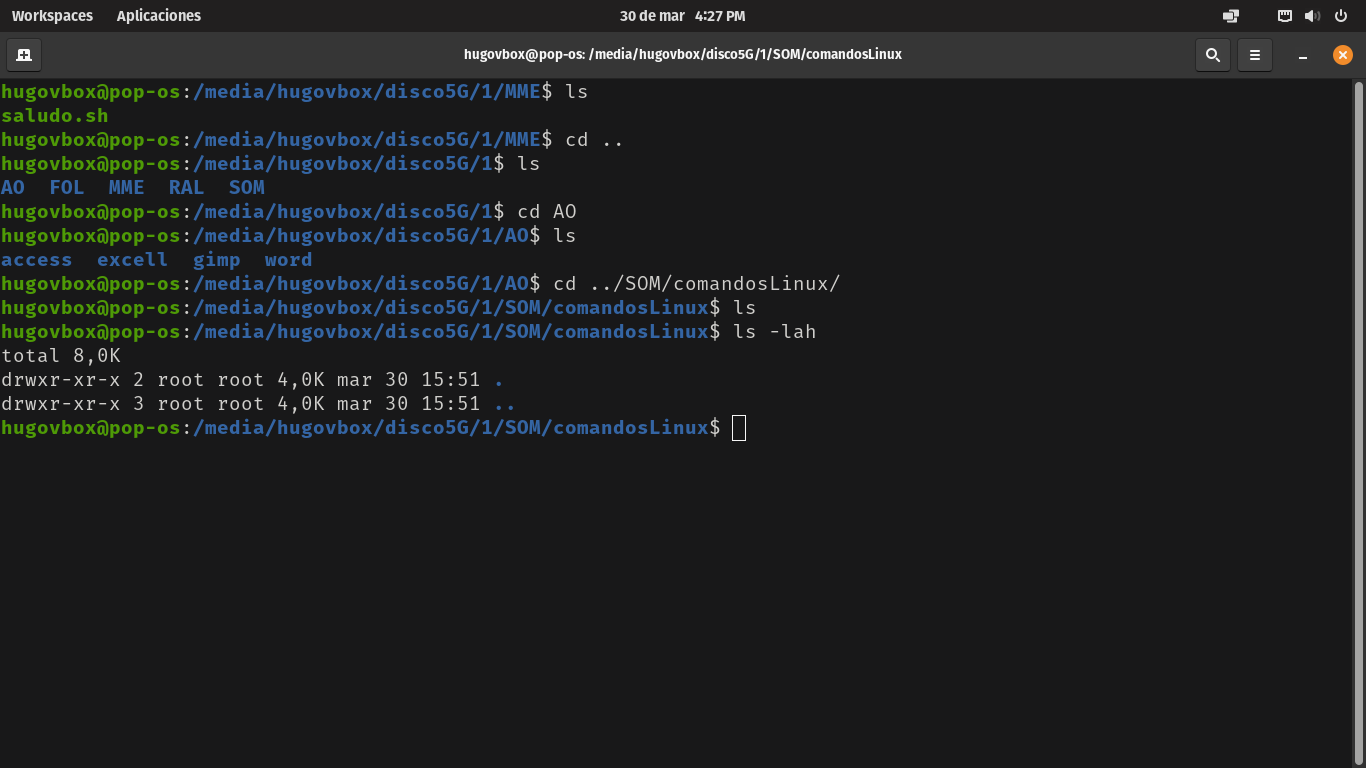 Workspaces Aplicaciones 30 de mar 4:27 PM
hugovbox@pop-os: /media/hugovbox/disco5G/1/SOM/comandosLinux
hugovbox@pop-os:/media/hugovbox/disco5G/1/MME$ ls
saludo.sh
hugovbox@pop-os:/media/hugovbox/disco5G/1/MME$ cd ..
hugovbox@pop-os:/media/hugovbox/disco5G/1$ ls
AO  FOL  MME  RAL  SOM
hugovbox@pop-os:/media/hugovbox/disco5G/1$ cd AO
hugovbox@pop-os:/media/hugovbox/disco5G/1/AO$ ls
access  excell  gimp  word
hugovbox@pop-os:/media/hugovbox/disco5G/1/AO$ cd ../SOM/comandosLinux/
hugovbox@pop-os:/media/hugovbox/disco5G/1/SOM/comandosLinux$ ls
hugovbox@pop-os:/media/hugovbox/disco5G/1/SOM/comandosLinux$ ls -lah
total 8,0K
drwxr-xr-x 2 root root 4,0K mar 30 15:51 .
drwxr-xr-x 3 root root 4,0K mar 30 15:51 ..
hugovbox@pop-os:/media/hugovbox/disco5G/1/SOM/comandosLinux$